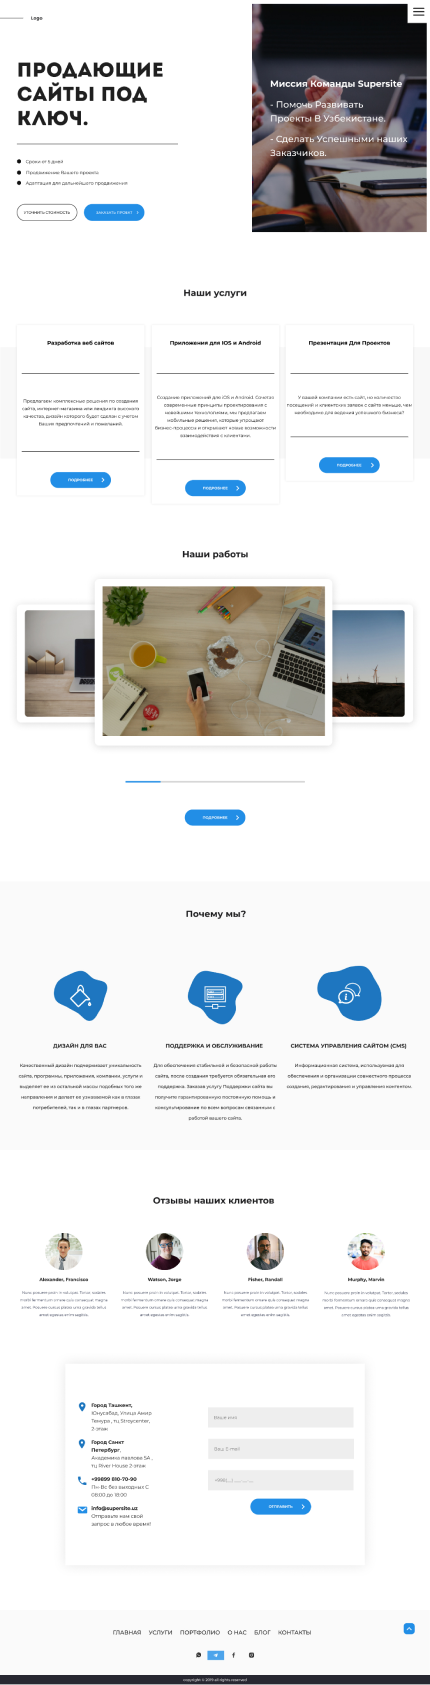 Logo
ПРОДАЮЩИЕ
САЙТЫ ПОД
КЛЮЧ.
Сроки от 5 дней
Продвижение Вашего проекта
Адаптация для дальнейшего продвижения
УТОЧНИТЬ СТОИМОСТЬ
ЗАКАЗАТЬ ПРОЕКТ
Миссия Команды Supersite
- Помочь Развивать
Проекты В Узбекистане.
- Сделать Успешными наших
Заказчиков.
Наши услуги
Разработка веб сайтов
Предлагаем комплексные решения по созданию
сайта, интернет-магазина или лендинга высокого
качества, дизайн которого будет сделан с учетом
Ваших предпочтений и пожеланий.
ПОДРОБНЕЕ
Приложения для IOS и Android
Создание приложений для iOS и Android. Сочетая
современные принципы проектирования с
новейшими технологиями, мы предлагаем
мобильные решения, которые упрощают
бизнес-процессы и открывают новые возможности
взаимодействия с клиентами.
ПОДРОБНЕЕ
Презентация Для Проектов
У вашей компании есть сайт, но количество
посещений и клиентских заявок с сайта меньше, чем
необходимо для ведения успешного бизнеса?
ПОДРОБНЕЕ
Наши работы
ПОДРОБНЕЕ
Почему мы?
ДИЗАЙН ДЛЯ ВАС
Качественный дизайн подчеркивает уникальность
сайта, программы, приложения, компании, услуги и
выделяет ее из остальной массы подобных того же
направления и делает ее узнаваемой как в глазах
потребителей, так и в глазах партнеров.
ПОДДЕРЖКА И ОБСЛУЖИВАНИЕ
Для обеспечения стабильной и безопасной работы
сайта, после создания требуется обязательная его
поддержка. Заказав услугу Поддержки сайта вы
получите гарантированную постоянную помощь и
консультирование по всем вопросам связанным с
работой вашего сайта.
СИСТЕМА УПРАВЛЕНИЯ САЙТОМ (CMS)
Информационная система, используемая для
обеспечения и организации совместного процесса
создания, редактирования и управления контентом.
Отзывы наших клиентов
Alexander, Francisco
Watson, Jorge
Fisher, Randall
Murphy, Marvin
Город Ташкент,
Юнусабад, Улица Амир
Темура , тц Stroycenter,
2-этаж
Город Санкт
Петербург,
Академика павлова 5А ,
тц River House 2-этаж
+99899 810-70-90
Пн-Вс без выходных С
08:00 до 18:00
info@supersite.uz
Отправьте нам свой
запрос в любое время!
Ваше имя
Ваш E-mail
ОТПРАВИТЬ
ГЛАВНАЯ УСЛУГИ ПОРТФОЛИО О НАС БЛОГ КОНТАКТЫ
copyright © 2019 all rights reserved